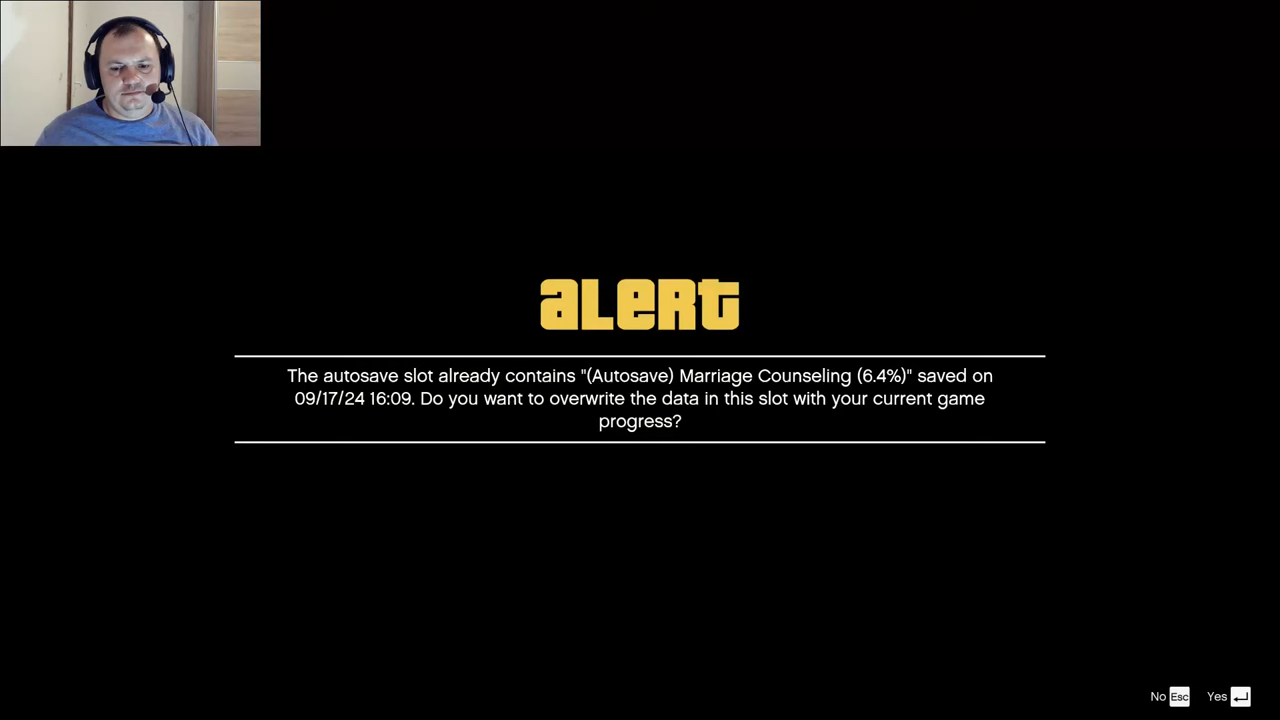 aLeRt
The autosave slot already contains "(Autosave) Marriage Counseling (6.4%)" saved on
09/17/24 16:09. Do you want to overwrite the data in this slot with your current game
progress?
No Esc Yes